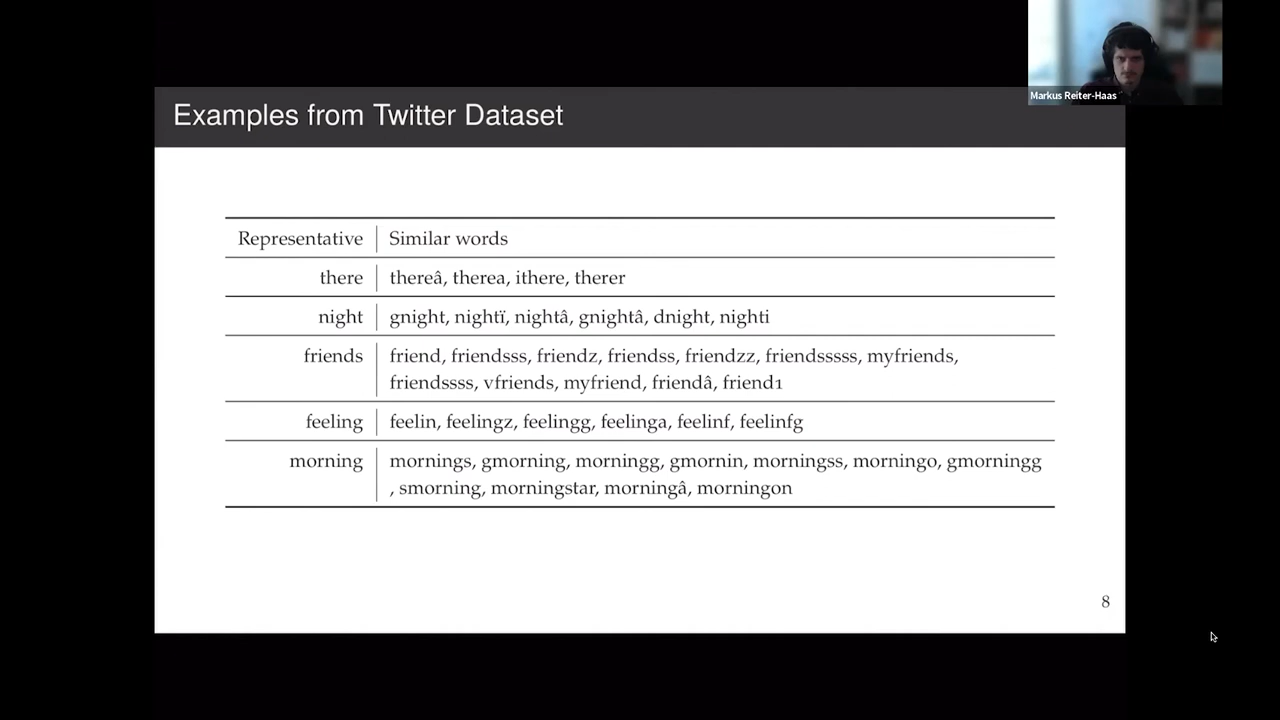 Markus Reiter-Haas
Examples from Twitter Dataset
Representative Similar words
there thereâ, therea, ithere, therer
night gnight, nightï, nightâ, gnightâ, dnight, nighti
friends friend, friendsss, friendz, friendss, friendzz, friendsssss, myfriends,
friendssss, vfriends, myfriend, friendâ, friend1
feeling feelin, feelingz, feelingg, feelinga, feelinf, feelinfg
morning mornings, gmorning, morningg, gmornin, morningss, morningo, gmorningg
, smorning, morningstar, morningâ, morningon
8